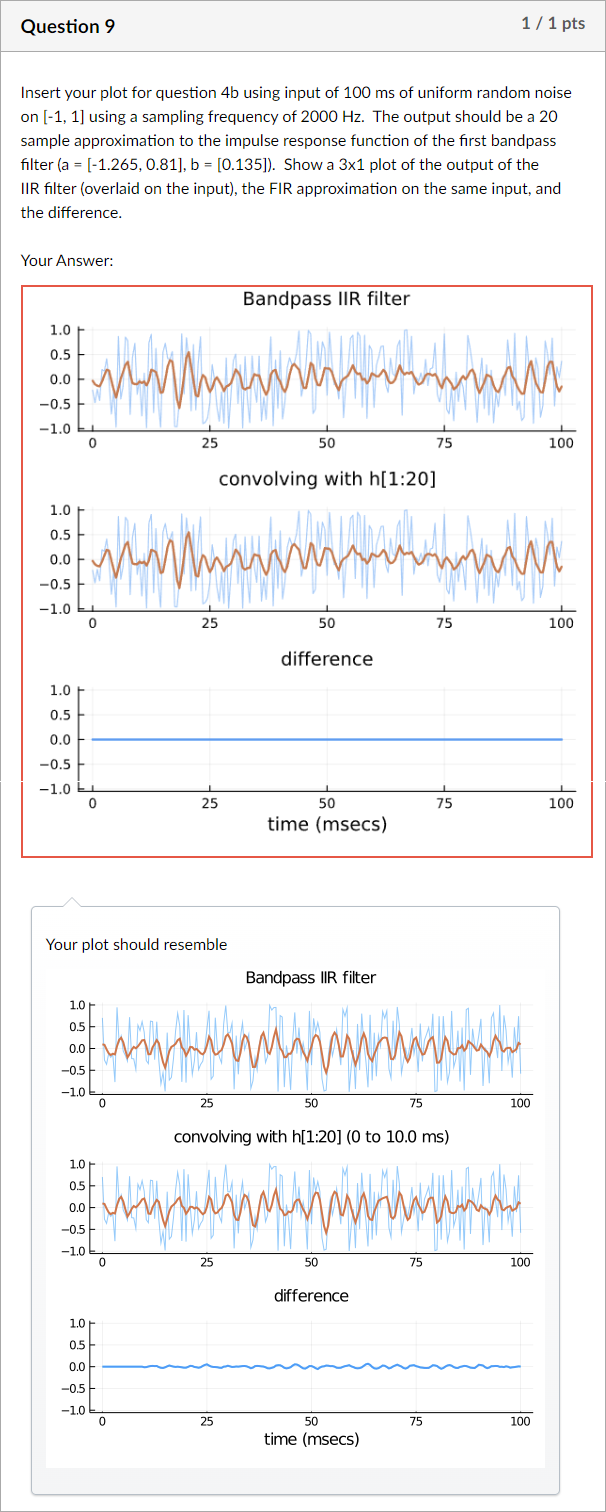 Question 9
1 / 1 pts
Insert your plot for question 4b using input of 100 ms of uniform random noise
on [-1, 1] using a sampling frequency of 2000 Hz.  The output should be a 20
sample approximation to the impulse response function of the first bandpass
filter (a = [-1.265, 0.81], b = [0.135]).  Show a 3x1 plot of the output of the
IIR filter (overlaid on the input), the FIR approximation on the same input, and
the difference.
Your Answer:
Bandpass IIR filter
1.0
0.5
0.0
−0.5
−1.0
0 25 50 75 100
convolving with h[1:20]
1.0
0.5
0.0
−0.5
−1.0
0 25 50 75 100
difference
1.0
0.5
0.0
−0.5
−1.0
0 25 50 75 100
time (msecs)
Your plot should resemble
Bandpass IIR filter
1.0
0.5
0.0
−0.5
−1.0
0 25 50 75 100
convolving with h[1:20] (0 to 10.0 ms)
1.0
0.5
0.0
−0.5
−1.0
0 25 50 75 100
difference
1.0
0.5
0.0
−0.5
−1.0
0 25 50 75 100
time (msecs)